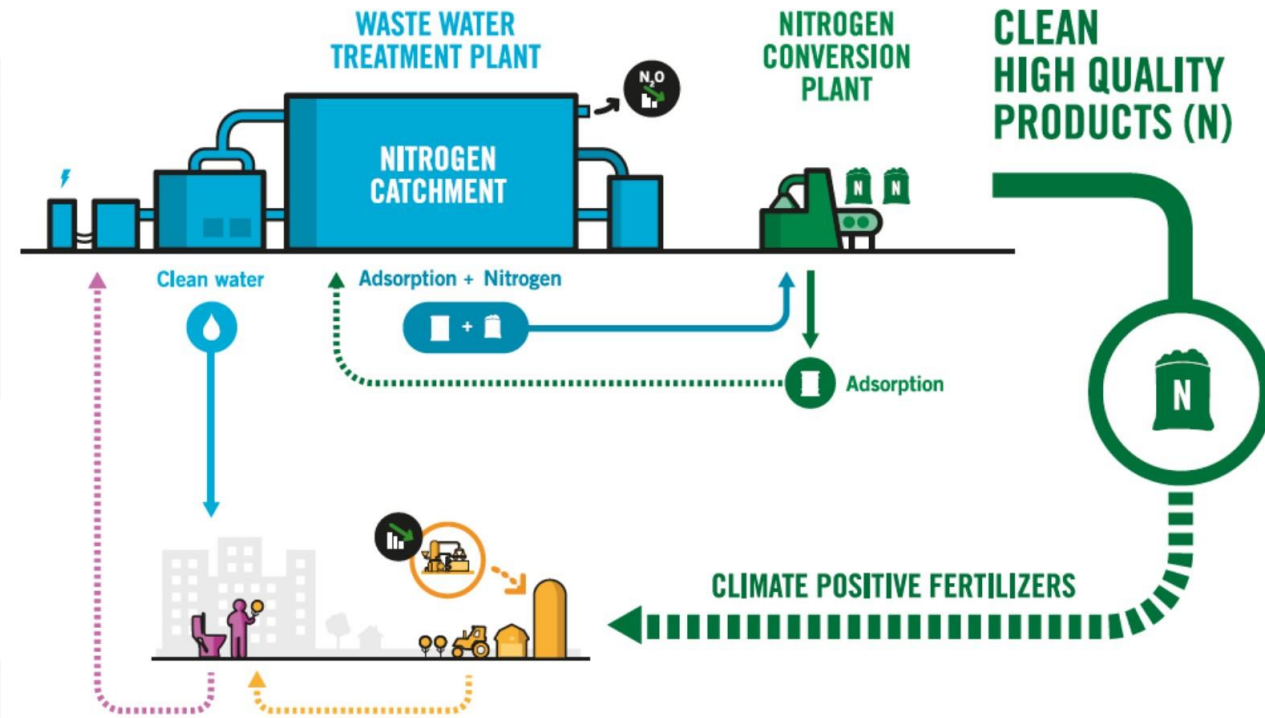 WASTE WATER
TREATMENT PLANT
NITROGEN
CONVERSION
PLANT
CLEAN
HIGH QUALITY
PRODUCTS (N)
N₂O
NITROGEN
CATCHMENT
N N
Clean water
Adsorption + Nitrogen
+
Adsorption
N
CLIMATE POSITIVE FERTILIZERS